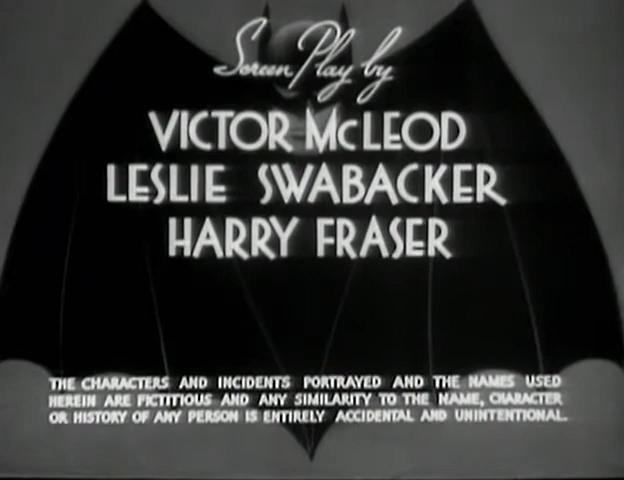 Screen Play by
VICTOR McLEOD
LESLIE SWABACKER
HARRY FRASER
THE CHARACTERS AND INCIDENTS PORTRAYED AND THE NAMES USED
HEREIN ARE FICTITIOUS AND ANY SIMILARITY TO THE NAME, CHARACTER
OR HISTORY OF ANY PERSON IS ENTIRELY ACCIDENTAL AND UNINTENTIONAL.